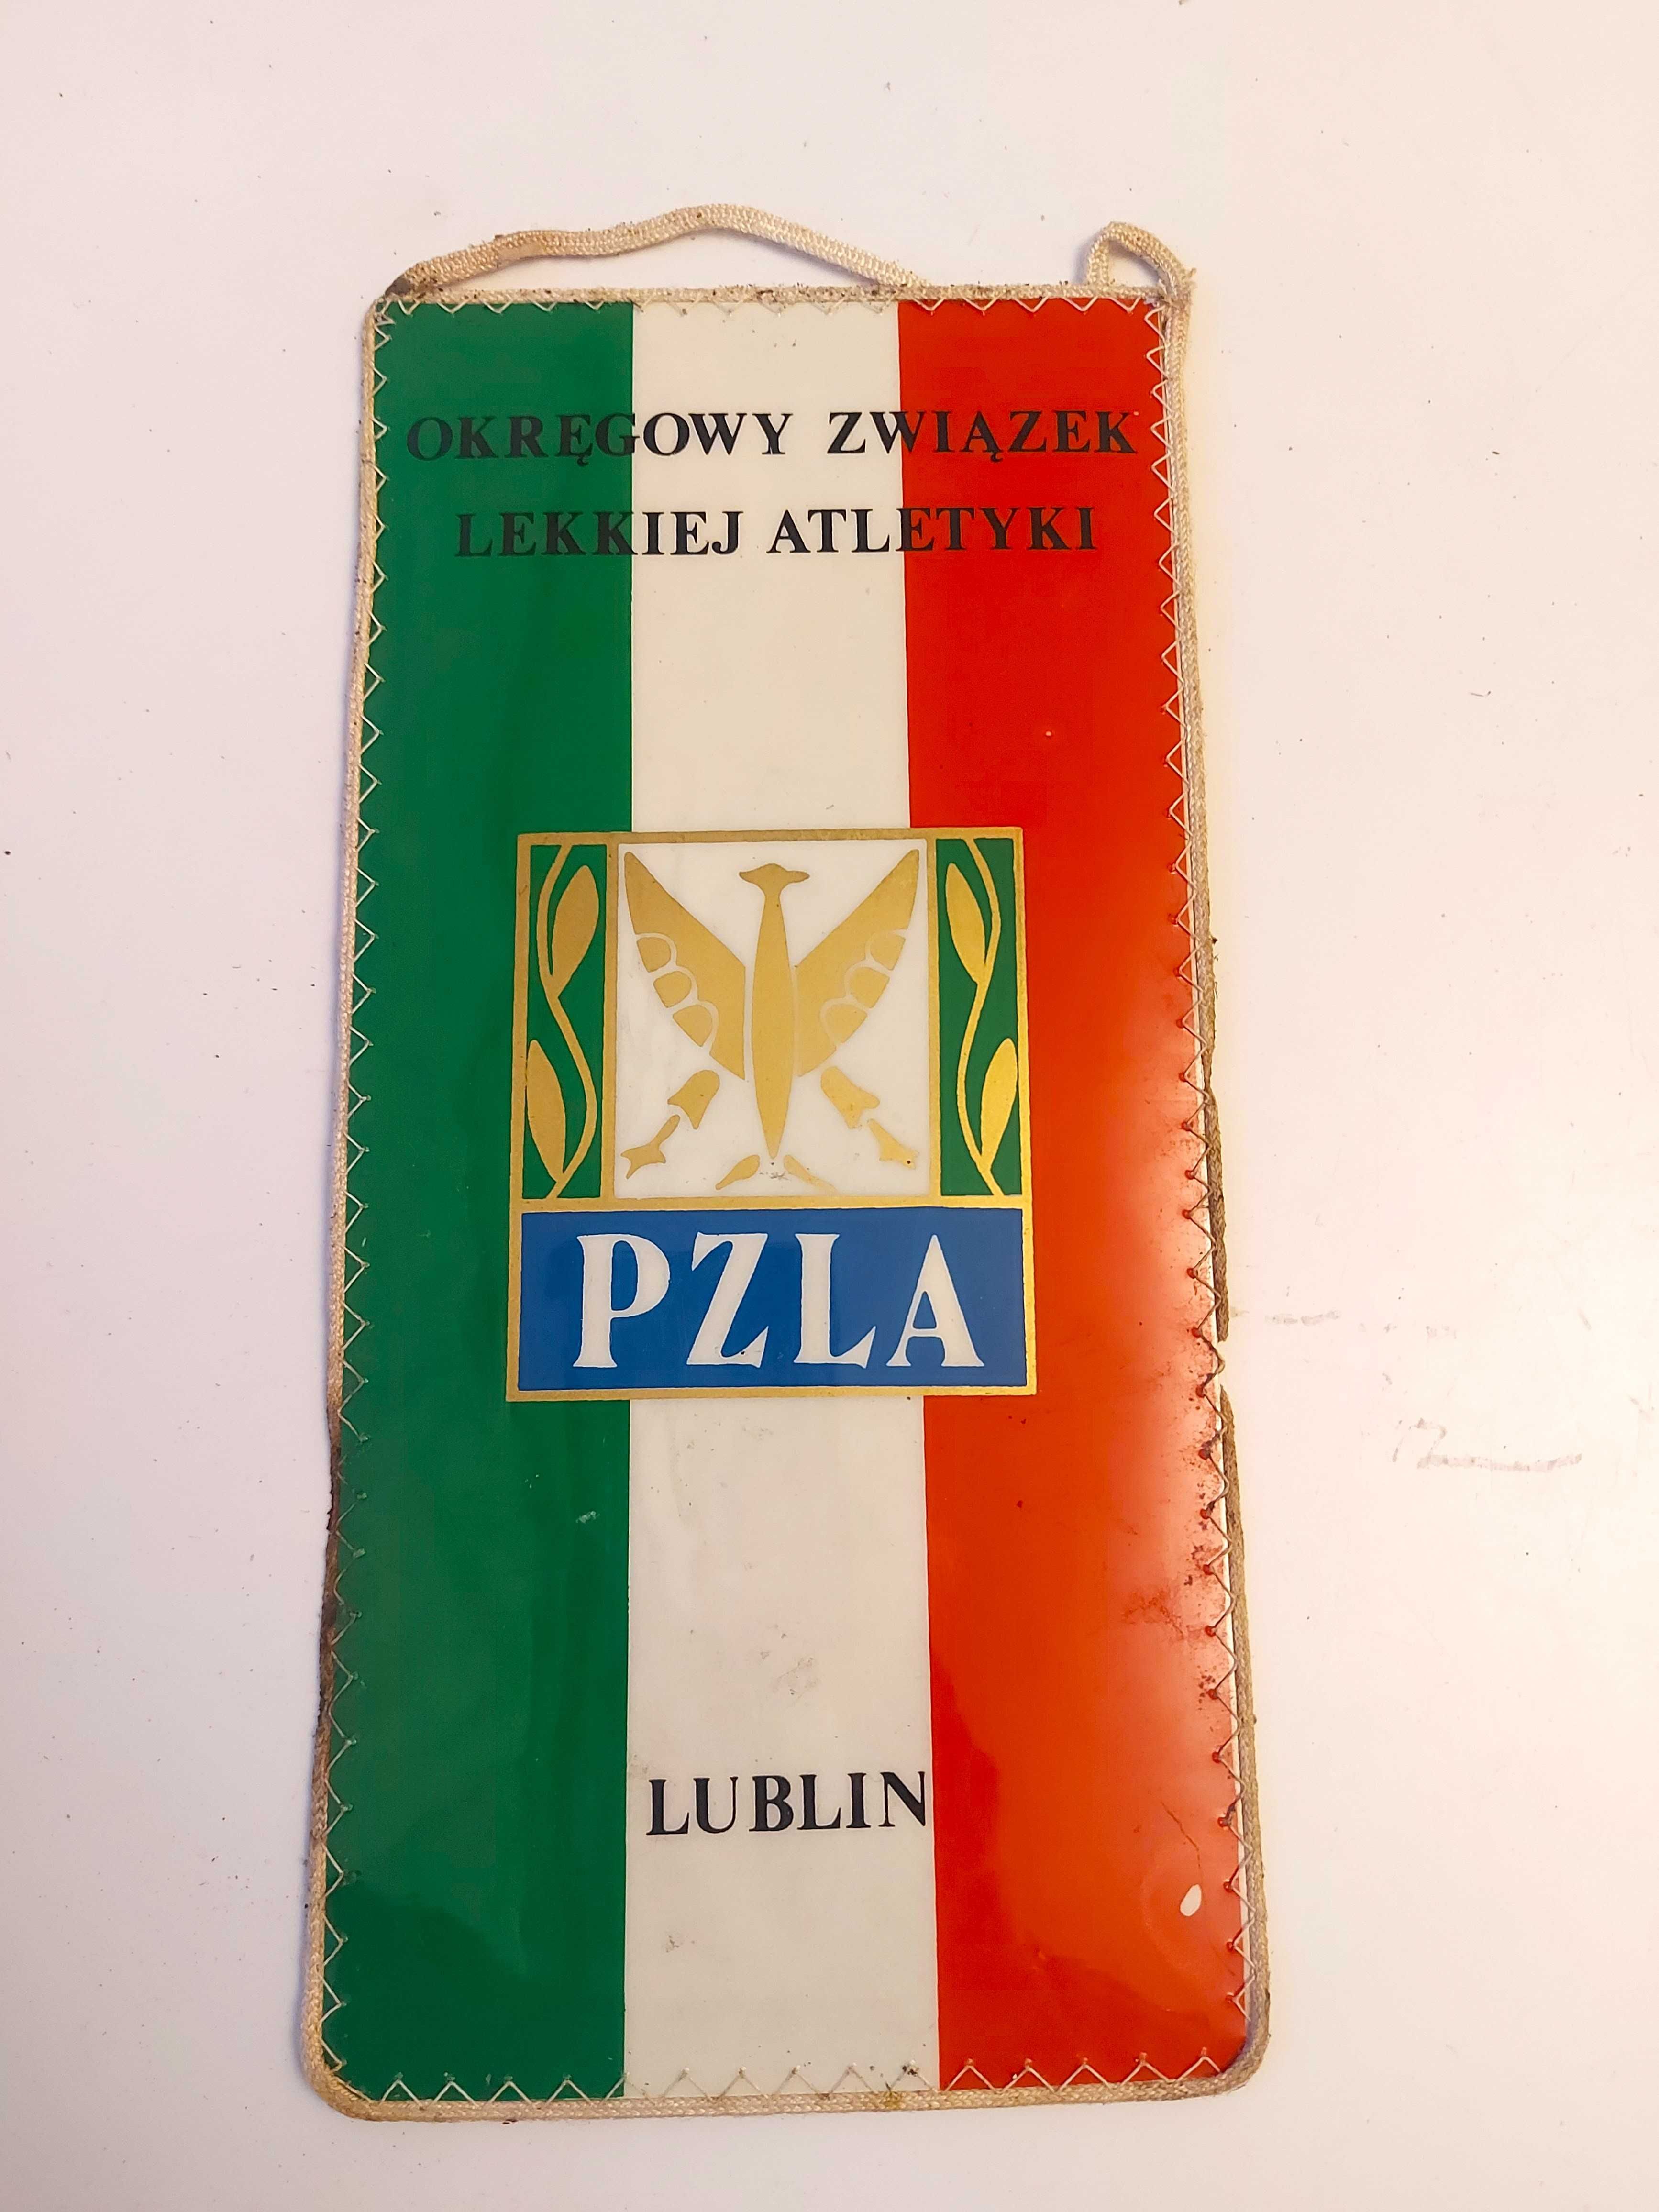 OKRĘGOWY ZWIĄZEK
LEKKIEJ ATLETYKI
PZLA
LUBLIN